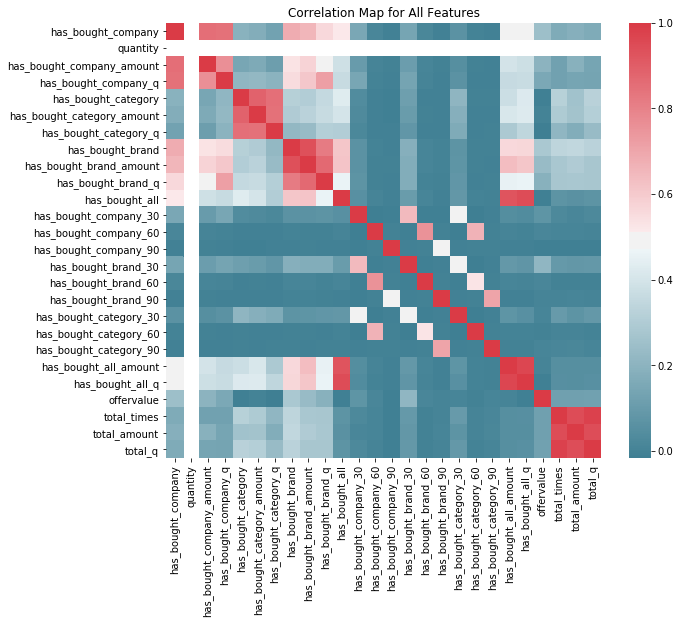 Correlation Map for All Features
has_bought_company
quantity
has_bought_company_amount
has_bought_company_q
has_bought_category
has_bought_category_amount
has_bought_category_q
has_bought_brand
has_bought_brand_amount
has_bought_brand_q
has_bought_all
has_bought_company_30
has_bought_company_60
has_bought_company_90
has_bought_brand_30
has_bought_brand_60
has_bought_brand_90
has_bought_category_30
has_bought_category_60
has_bought_category_90
has_bought_all_amount
has_bought_all_q
offervalue
total_times
total_amount
total_q
has_bought_company
quantity
has_bought_company_amount
has_bought_company_q
has_bought_category
has_bought_category_amount
has_bought_category_q
has_bought_brand
has_bought_brand_amount
has_bought_brand_q
has_bought_all
has_bought_company_30
has_bought_company_60
has_bought_company_90
has_bought_brand_30
has_bought_brand_60
has_bought_brand_90
has_bought_category_30
has_bought_category_60
has_bought_category_90
has_bought_all_amount
has_bought_all_q
offervalue
total_times
total_amount
total_q
1.0
0.8
0.6
0.4
0.2
0.0